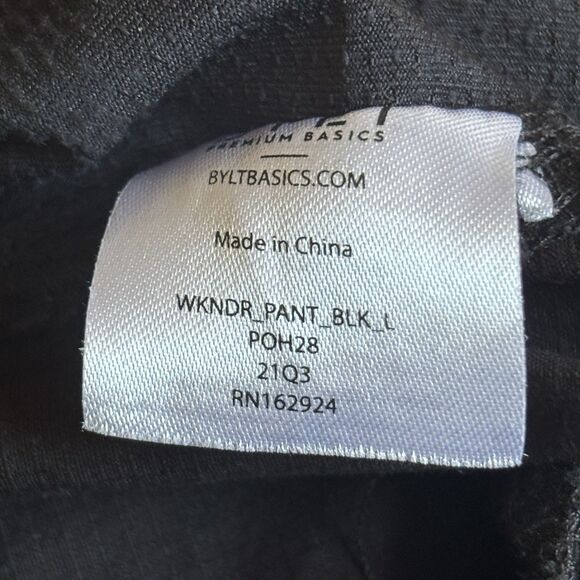 PREMIUM BASICS
BYLTBASICS.COM
Made in China
WKNDR_PANT_BLK_L
POH28
21Q3
RN162924